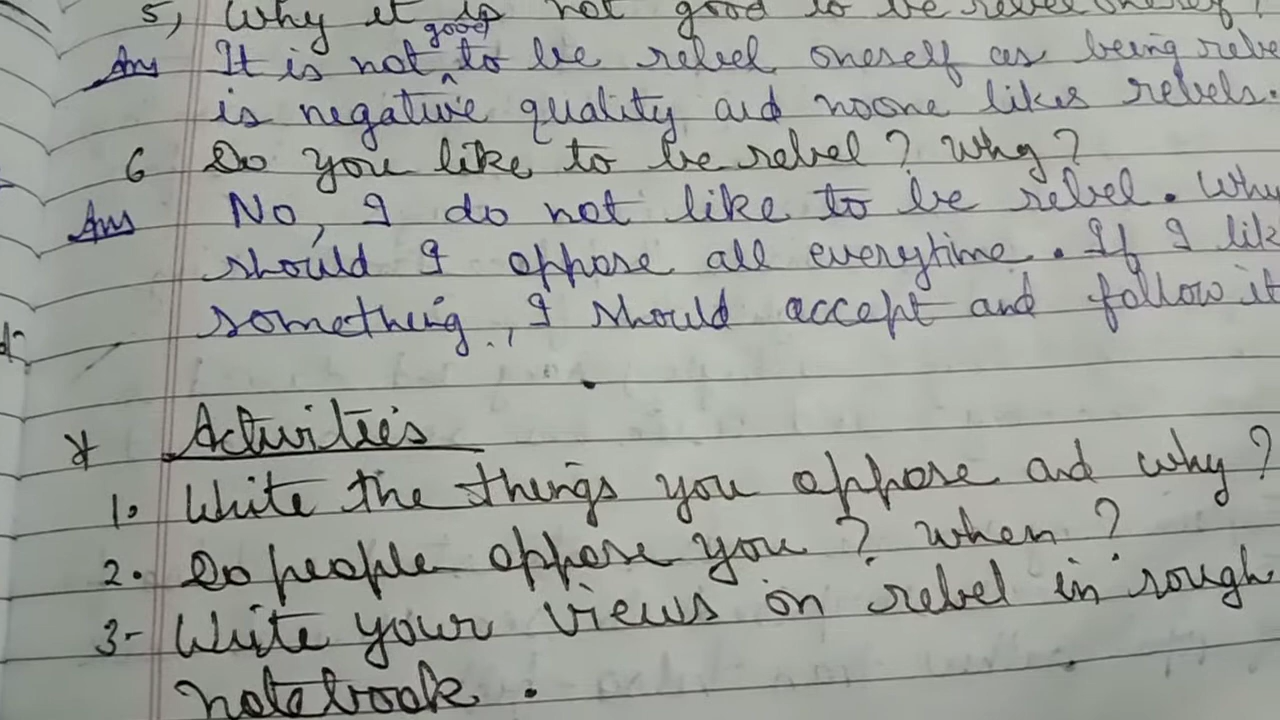 5, Why it is not good to be rebel oneself?
good
Ans It is not ^ to be rebel oneself as being rebe
is negative quality and noone likes rebels.
6 Do you like to be rebel? Why?
Ans No, I do not like to be rebel. Why
should I oppose all everytime. If I lik
something, I should accept and follow it
* Activities
1. Write the things you oppose and why?
2. Do people oppose you? When?
3- Write your views on rebel in rough
notebook.